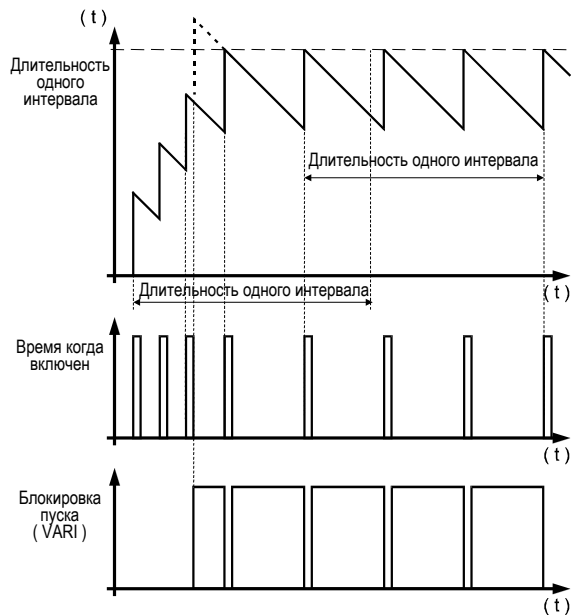 ( t )
Длительность
одного
интервала
Длительность одного интервала
Длительность одного интервала
( t )
Время когда
включен
( t )
Блокировка
пуска
( VARI )
( t )